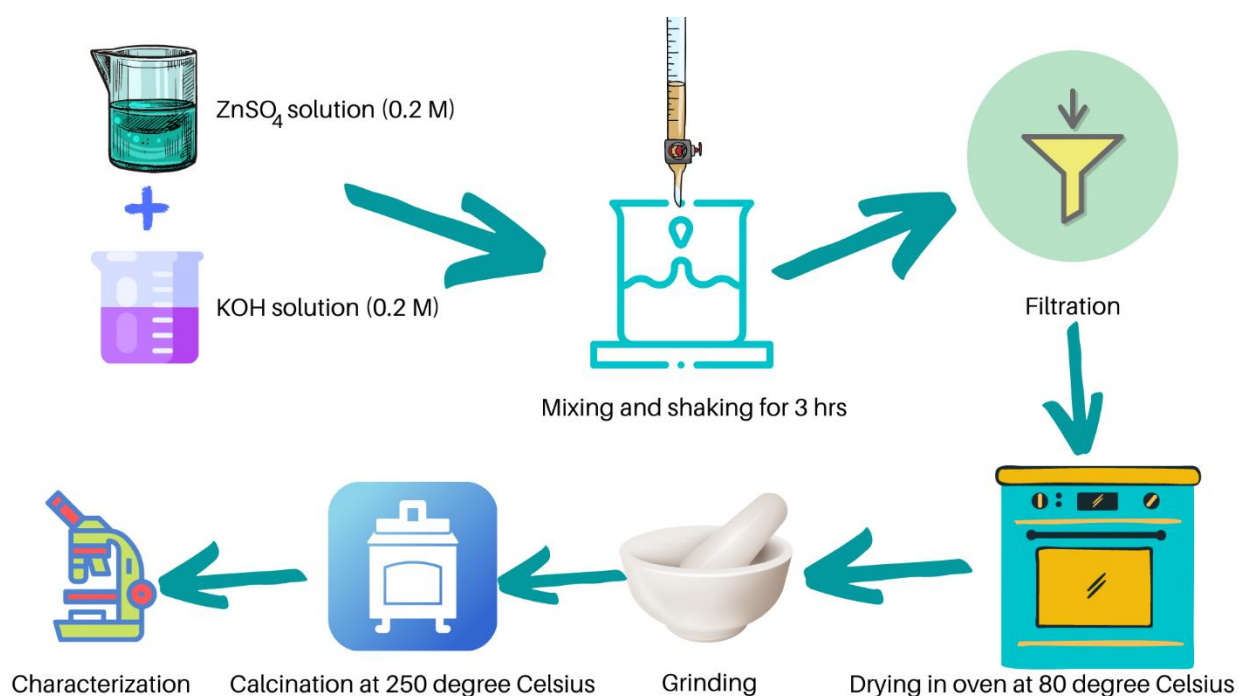 ZnSO₄ solution (0.2 M)
KOH solution (0.2 M)
Mixing and shaking for 3 hrs
Filtration
Drying in oven at 80 degree Celsius
Grinding
Calcination at 250 degree Celsius
Characterization